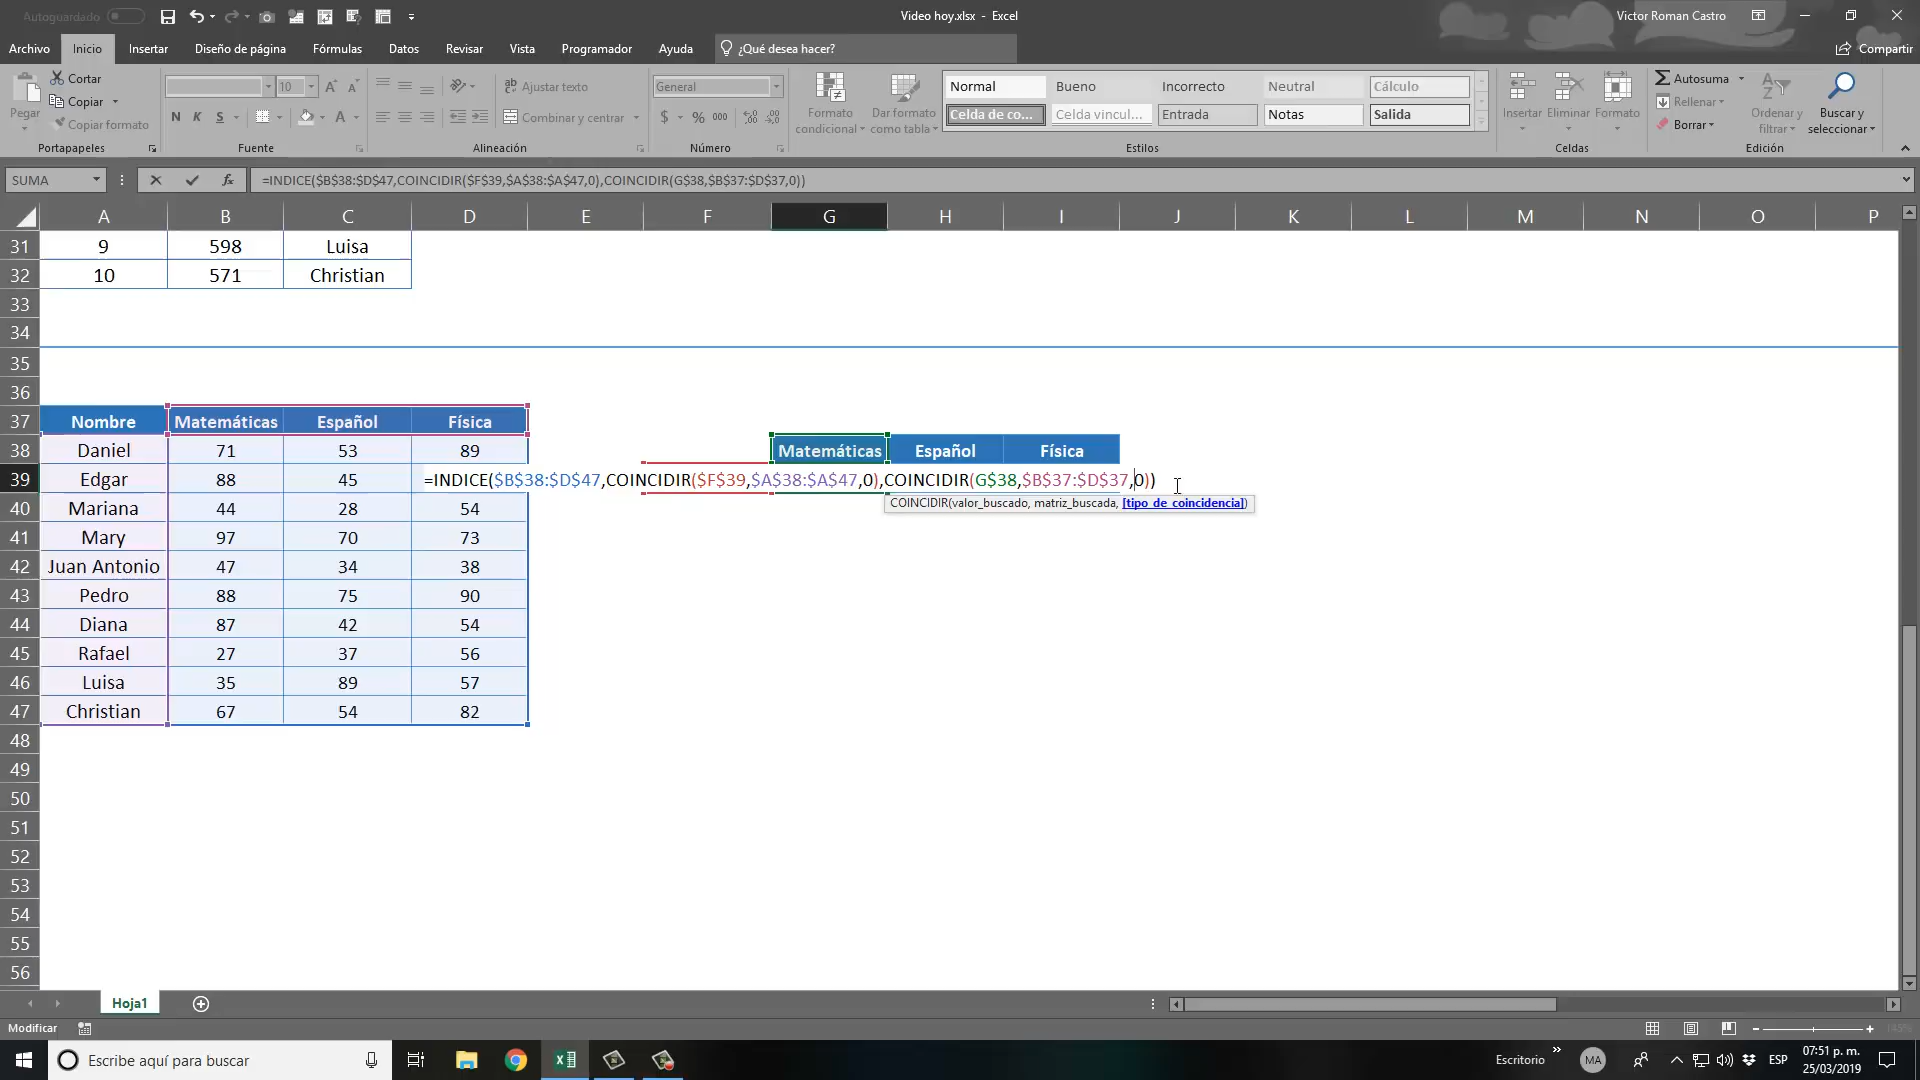 Autoguardado
Video hoy.xlsx - Excel
Victor Roman Castro
Archivo Inicio Insertar Diseño de página Fórmulas Datos Revisar Vista Programador Ayuda ¿Qué desea hacer? Compartir
Pegar
Cortar
Copiar
Copiar formato
Portapapeles
10
N K S
Fuente
Ajustar texto
Combinar y centrar
Alineación
General
$ % 000
Número
Formato condicional
Dar formato como tabla
Normal Bueno Incorrecto Neutral Cálculo
Celda de co... Celda vincul... Entrada Notas Salida
Estilos
Insertar Eliminar Formato
Celdas
Autosuma
Rellenar
Borrar
Ordenar y filtrar
Buscar y seleccionar
Edición
SUMA
=INDICE($B$38:$D$47,COINCIDIR($F$39,$A$38:$A$47,0),COINCIDIR(G$38,$B$37:$D$37,0))
A B C D E F G H I J K L M N O P
31 9 598 Luisa
32 10 571 Christian
33
34
35
36
37 Nombre Matemáticas Español Física
38 Daniel 71 53 89 Matemáticas Español Física
39 Edgar 88 45 =INDICE($B$38:$D$47,COINCIDIR($F$39,$A$38:$A$47,0),COINCIDIR(G$38,$B$37:$D$37,0))
COINCIDIR(valor_buscado, matriz_buscada, [tipo_de_coincidencia])
40 Mariana 44 28 54
41 Mary 97 70 73
42 Juan Antonio 47 34 38
43 Pedro 88 75 90
44 Diana 87 42 54
45 Rafael 27 37 56
46 Luisa 35 89 57
47 Christian 67 54 82
48
49
50
51
52
53
54
55
56
Hoja1
Modificar
145%
Escribe aquí para buscar
Escritorio
MA
ESP
07:51 p. m.
25/03/2019